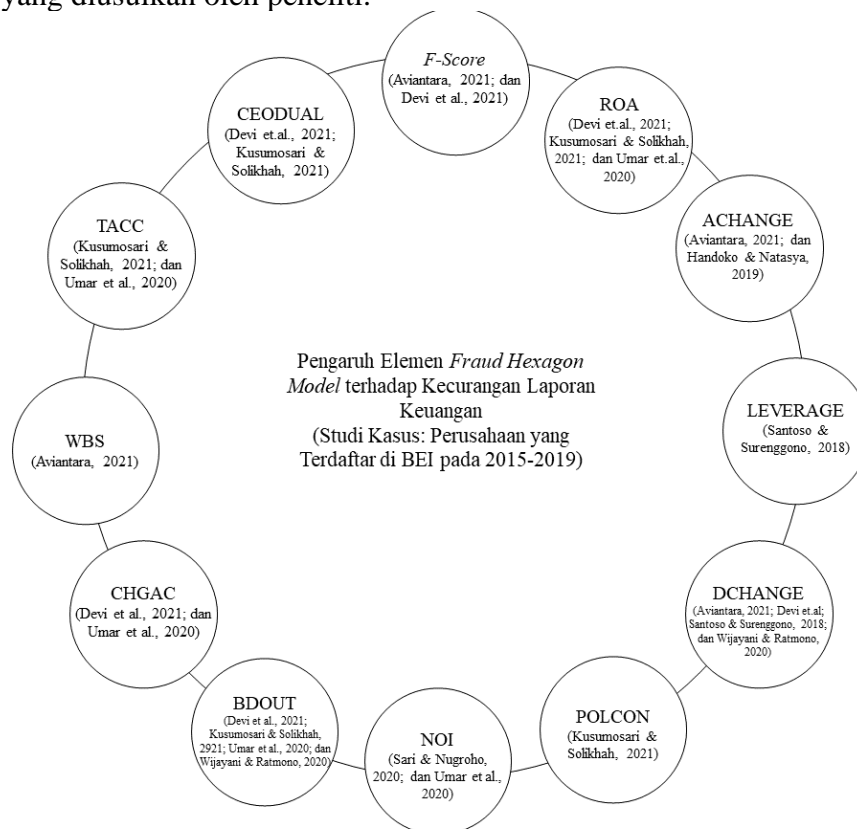 yang diusulkan oleh peneliti.
F-Score
(Aviantara, 2021; dan
Devi et al., 2021)
ROA
(Devi et.al., 2021;
Kusumosari & Solikhah,
2021; dan Umar et.al.,
2020)
ACHANGE
(Aviantara, 2021; dan
Handoko & Natasya,
2019)
LEVERAGE
(Santoso &
Surenggono, 2018)
DCHANGE
(Aviantara, 2021; Devi et.al;
Santoso & Surenggono, 2018;
dan Wijayani & Ratmono,
2020)
POLCON
(Kusumosari &
Solikhah, 2021)
NOI
(Sari & Nugroho,
2020; dan Umar et al.,
2020)
BDOUT
(Devi et al., 2021;
Kusumosari & Solikhah,
2921; Umar et al., 2020; dan
Wijayani & Ratmono, 2020)
CHGAC
(Devi et al., 2021; dan
Umar et al., 2020)
WBS
(Aviantara, 2021)
TACC
(Kusumosari &
Solikhah, 2021; dan
Umar et al., 2020)
CEODUAL
(Devi et.al., 2021;
Kusumosari &
Solikhah, 2021)
Pengaruh Elemen Fraud Hexagon
Model terhadap Kecurangan Laporan
Keuangan
(Studi Kasus: Perusahaan yang
Terdaftar di BEI pada 2015-2019)